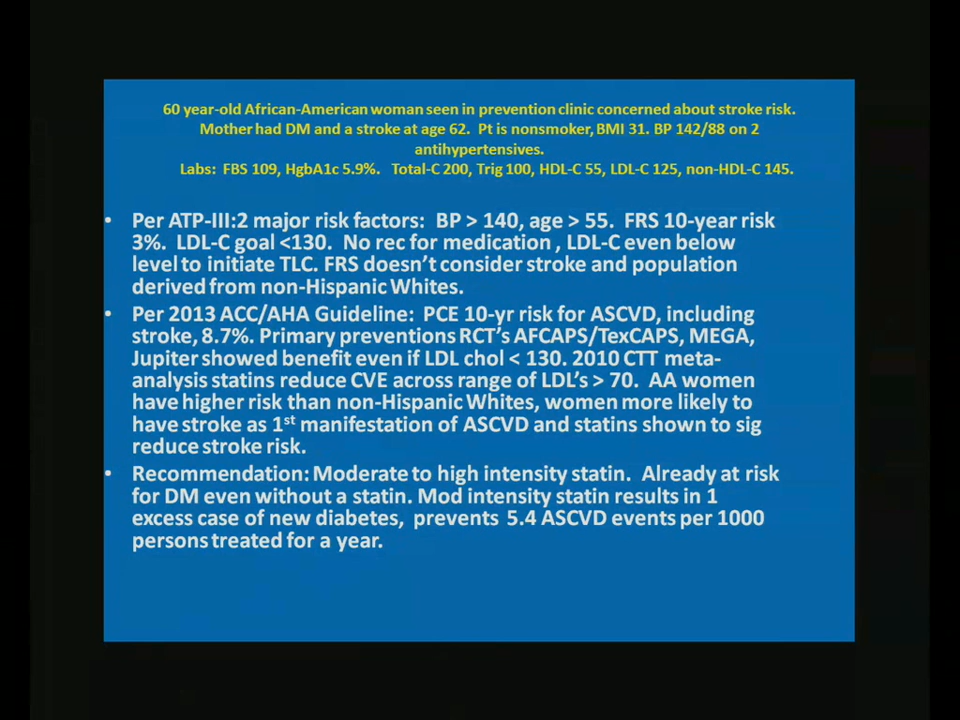 60 year-old African-American woman seen in prevention clinic concerned about stroke risk.
Mother had DM and a stroke at age 62. Pt is nonsmoker, BMI 31. BP 142/88 on 2
antihypertensives.
Labs: FBS 109, HgbA1c 5.9%. Total-C 200, Trig 100, HDL-C 55, LDL-C 125, non-HDL-C 145.
• Per ATP-III:2 major risk factors: BP > 140, age > 55. FRS 10-year risk
3%. LDL-C goal <130. No rec for medication , LDL-C even below
level to initiate TLC. FRS doesn't consider stroke and population
derived from non-Hispanic Whites.
• Per 2013 ACC/AHA Guideline: PCE 10-yr risk for ASCVD, including
stroke, 8.7%. Primary preventions RCT's AFCAPS/TexCAPS, MEGA,
Jupiter showed benefit even if LDL chol < 130. 2010 CTT meta-
analysis statins reduce CVE across range of LDL's > 70. AA women
have higher risk than non-Hispanic Whites, women more likely to
have stroke as 1st manifestation of ASCVD and statins shown to sig
reduce stroke risk.
• Recommendation: Moderate to high intensity statin. Already at risk
for DM even without a statin. Mod intensity statin results in 1
excess case of new diabetes, prevents 5.4 ASCVD events per 1000
persons treated for a year.